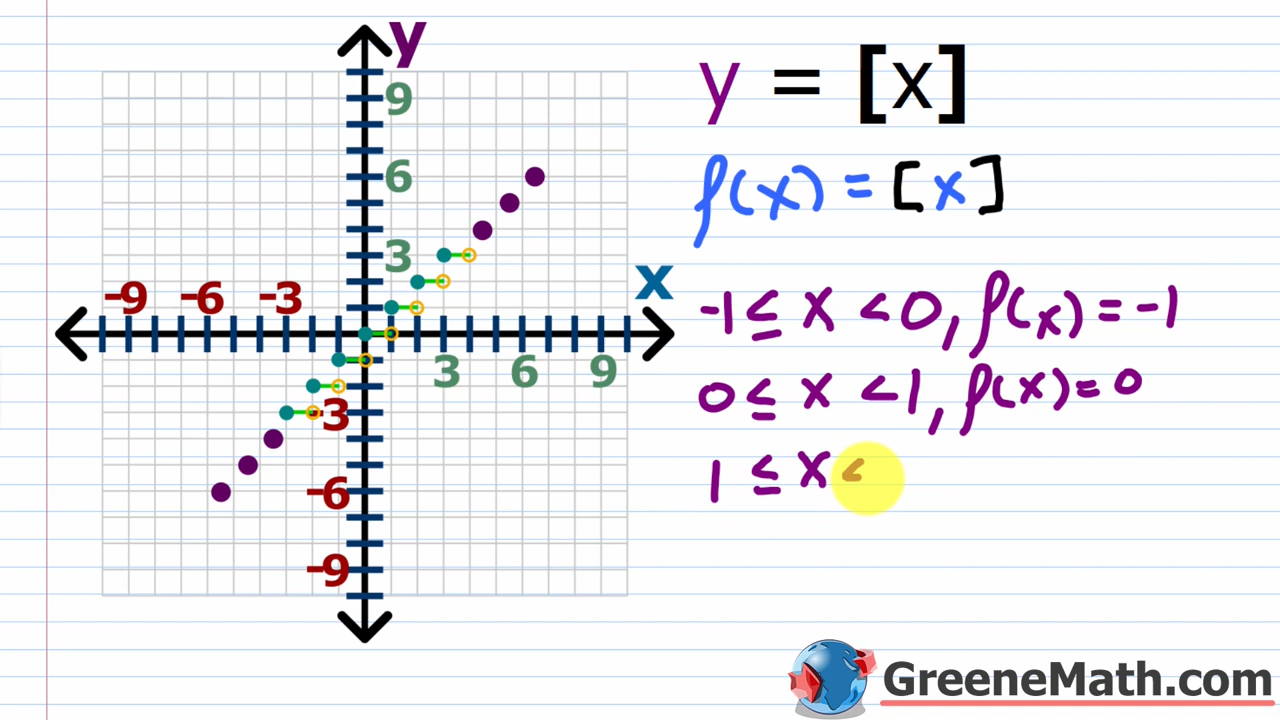 y
9
6
3
-9 -6 -3
x
3 6 9
-3
-6
-9
y = [x]
f(x) = [x]
-1 ≤ x < 0, f(x) = -1
0 ≤ x < 1, f(x) = 0
1 ≤ x <
GreeneMath.com